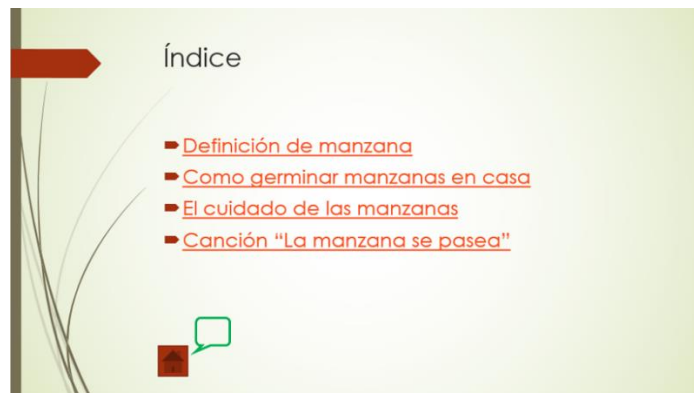 Índice
Definición de manzana
Como germinar manzanas en casa
El cuidado de las manzanas
Canción “La manzana se pasea”